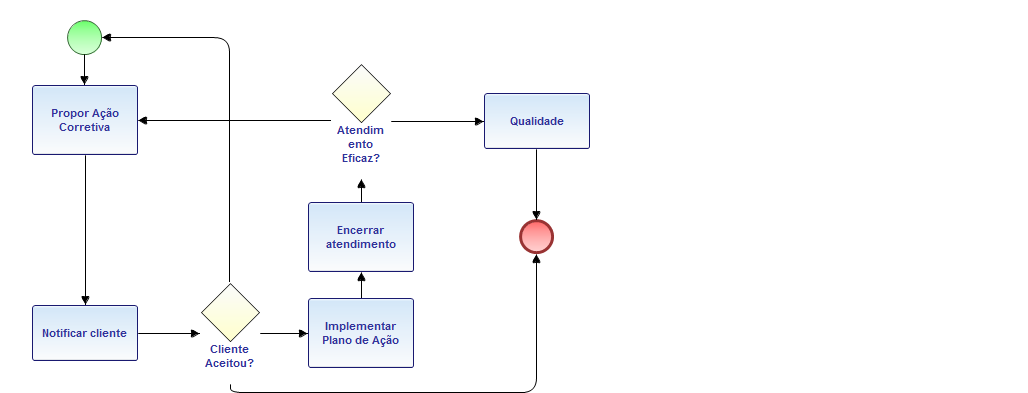 Propor Ação
Corretiva
Atendim
ento
Eficaz?
Qualidade
Encerrar
atendimento
Notificar cliente
Cliente
Aceitou?
Implementar
Plano de Ação